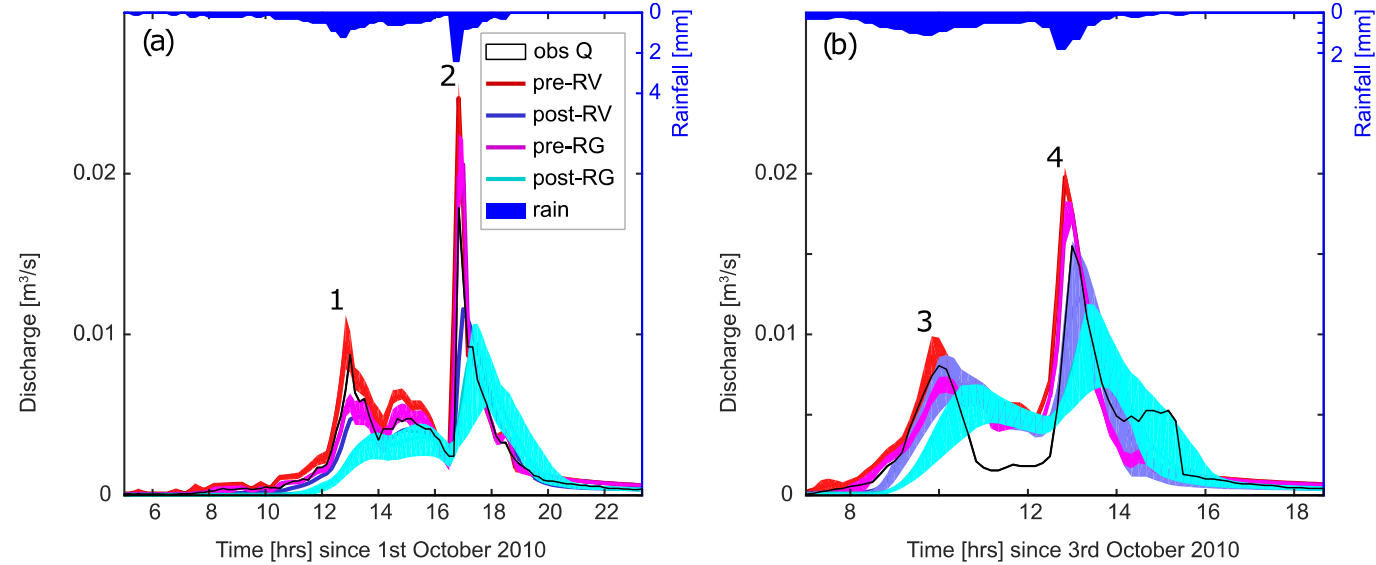 (a)
1
2
obs Q
pre-RV
post-RV
pre-RG
post-RG
rain
0
2
4
Rainfall [mm]
0.02
0.01
0
Discharge [m³/s]
6 8 10 12 14 16 18 20 22
Time [hrs] since 1st October 2010
(b)
3
4
0
2
Rainfall [mm]
0.02
0.01
0
Discharge [m³/s]
8 10 12 14 16 18
Time [hrs] since 3rd October 2010